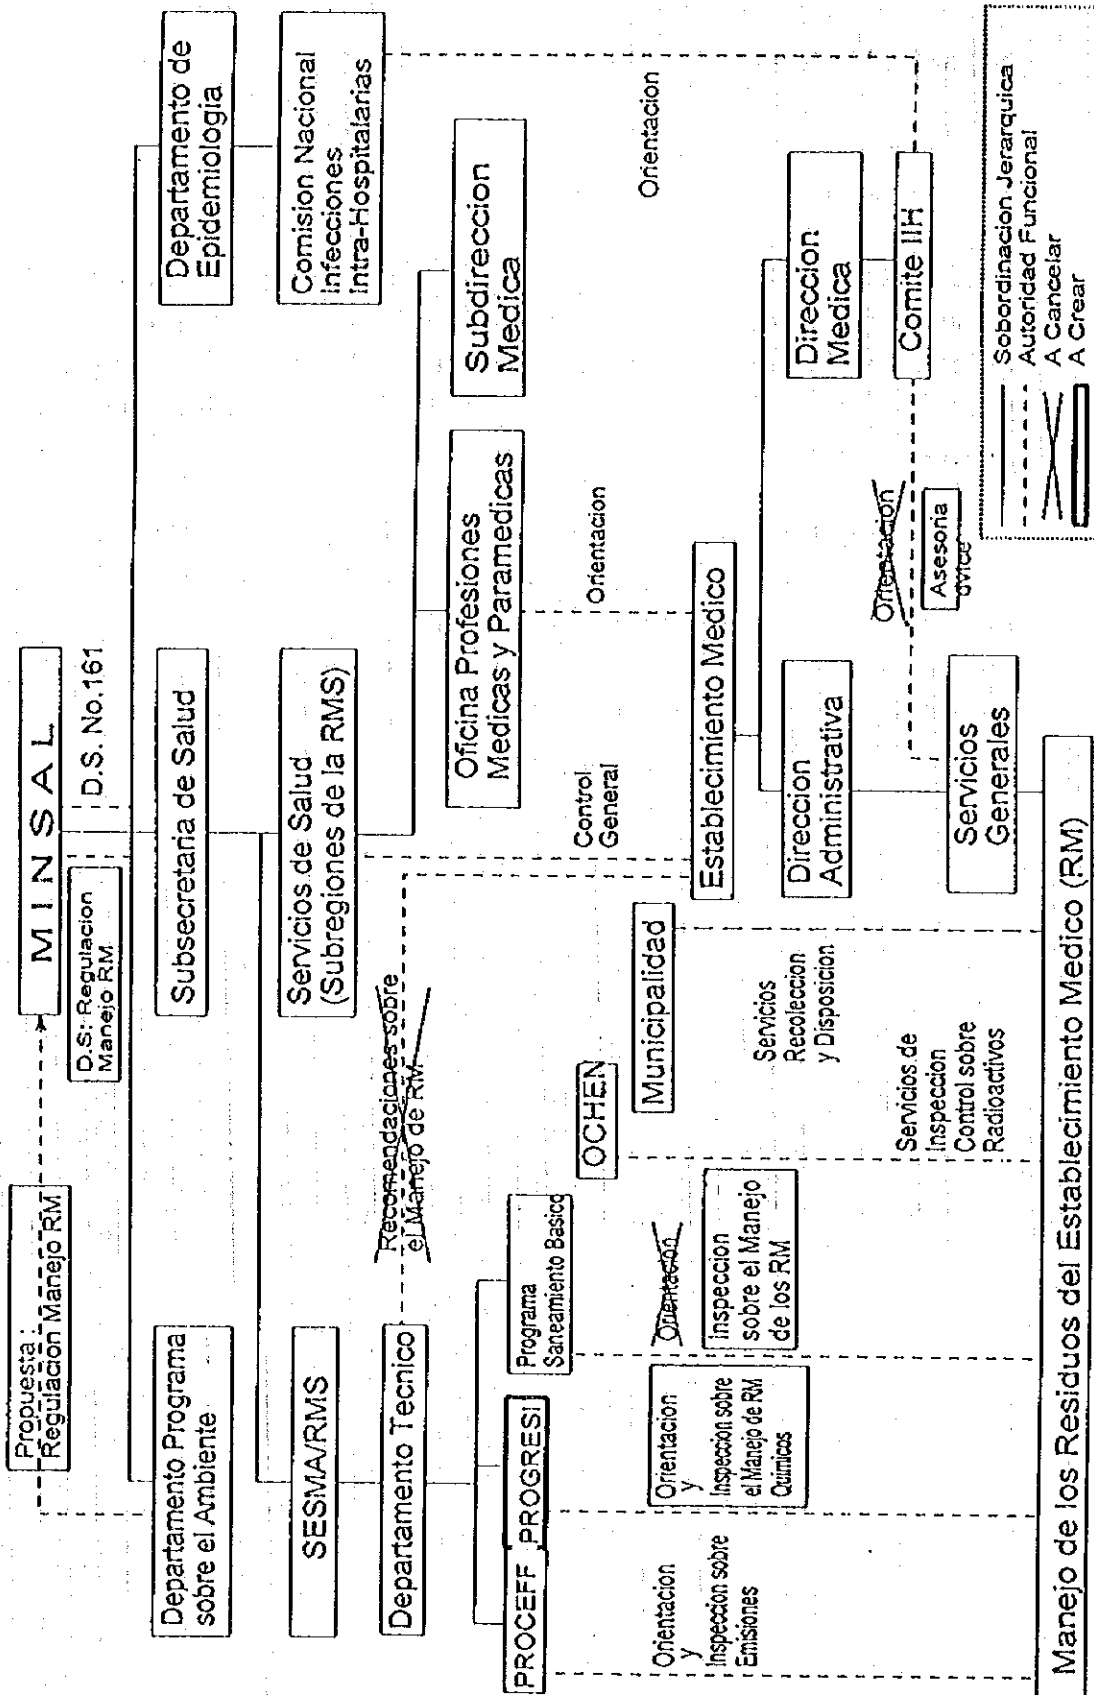 Propuesta :
Regulacion Manejo RM
M I N S A L
D.S: Regulacion
Manejo RM
D.S. No.161
Departamento Programa
sobre el Ambiente
Subsecretaria de Salud
Departamento de
Epidemiologia
SESMA/RMS
Servicios de Salud
(Subregiones de la RMS)
Comision Nacional
Infecciones
Intra-Hospitalarias
Departamento Tecnico
Recomendaciones sobre
el Manejo de RM
Oficina Profesiones
Medicas y Paramedicas
Subdireccion
Medica
PROCEFF
PROGRESI
Programa
Saneamiento Basico
OCHEN
Municipalidad
Control
General
Orientacion
Orientacion
Establecimiento Medico
Direccion
Administrativa
Direccion
Medica
Orientacion
y
Inspeccion sobre
Emisiones
Orientacion
y
Inspeccion sobre
el Manejo de RM
Quimicos
Orientacion
Inspeccion
sobre el Manejo
de los RM
Servicios
Recoleccion
y Disposicion
Servicios de
Inspeccion
Control sobre
Radioactivos
Servicios
Generales
Orientacion
Asesoria
Comite IIH
Manejo de los Residuos del Establecimiento Medico (RM)
Sobordinacion Jerarquica
Autoridad Funcional
A Cancelar
A Crear